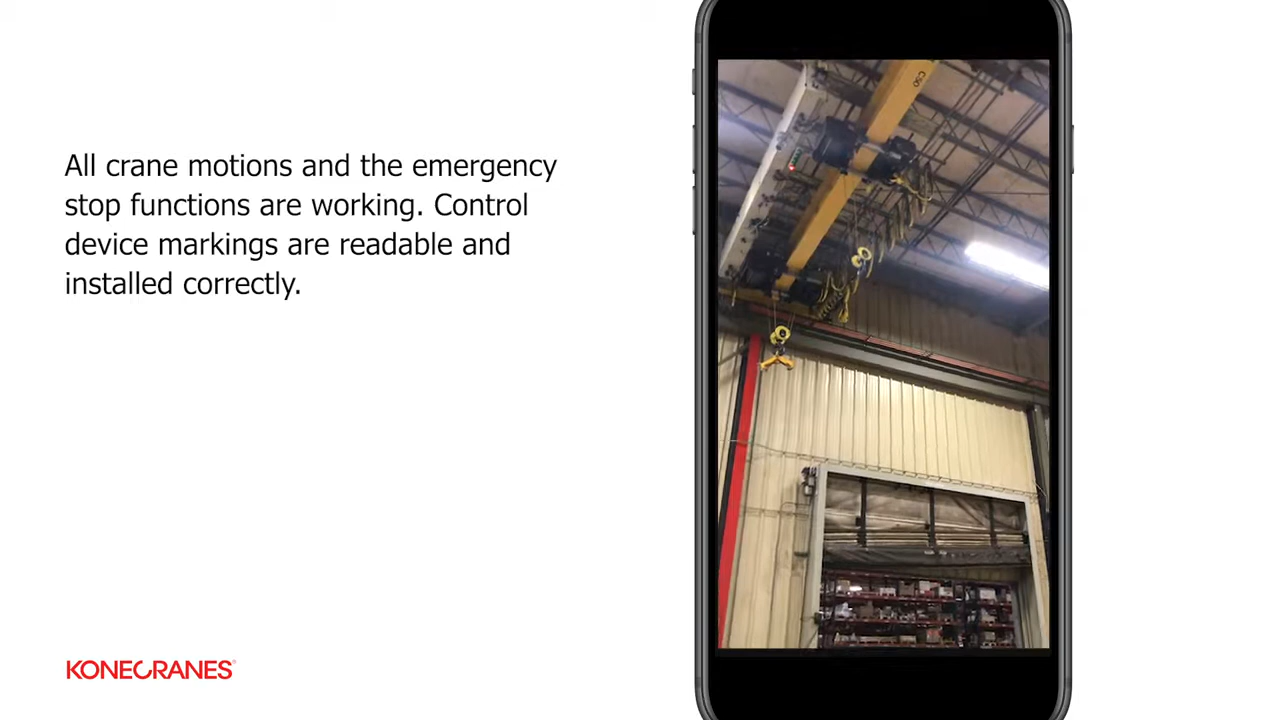 All crane motions and the emergency
stop functions are working. Control
device markings are readable and
installed correctly.
C50
KONECRANES